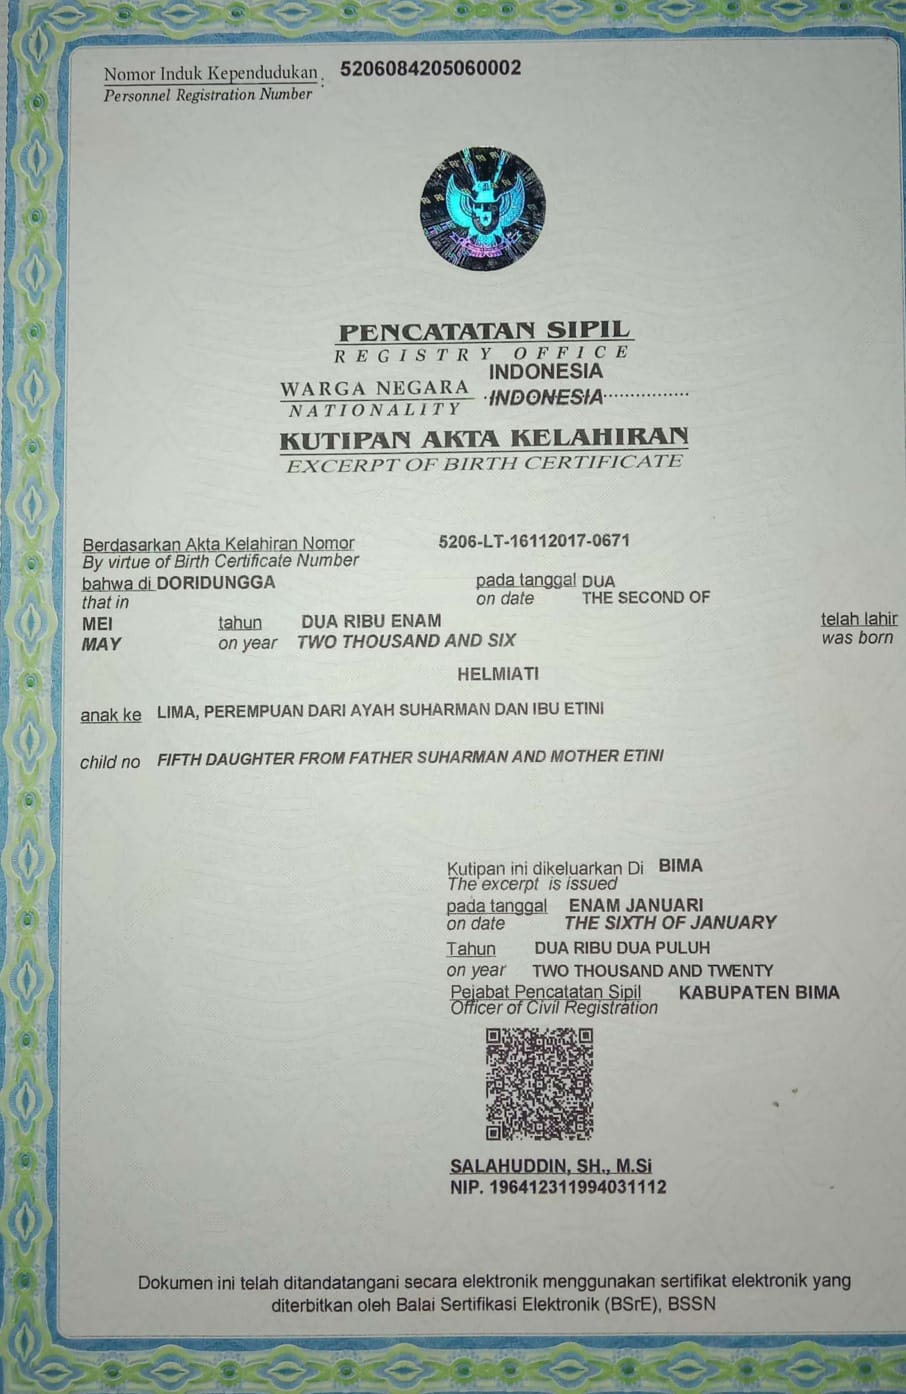 Nomor Induk Kependudukan : 5206084205060002
Personnel Registration Number
PENCATATAN SIPIL
REGISTRY OFFICE
INDONESIA
WARGA NEGARA
INDONESIA
NATIONALITY
KUTIPAN AKTA KELAHIRAN
EXCERPT OF BIRTH CERTIFICATE
Berdasarkan Akta Kelahiran Nomor 5206-LT-16112017-0671
By virtue of Birth Certificate Number
bahwa di DORIDUNGGA pada tanggal DUA
that in on date THE SECOND OF
MEI tahun DUA RIBU ENAM telah lahir
MAY on year TWO THOUSAND AND SIX was born
HELMIATI
anak ke LIMA, PEREMPUAN DARI AYAH SUHARMAN DAN IBU ETINI
child no FIFTH DAUGHTER FROM FATHER SUHARMAN AND MOTHER ETINI
Kutipan ini dikeluarkan Di BIMA
The excerpt is issued
pada tanggal ENAM JANUARI
on date THE SIXTH OF JANUARY
Tahun DUA RIBU DUA PULUH
on year TWO THOUSAND AND TWENTY
Pejabat Pencatatan Sipil KABUPATEN BIMA
Officer of Civil Registration
SALAHUDDIN, SH., M.Si
NIP. 196412311994031112
Dokumen ini telah ditandatangani secara elektronik menggunakan sertifikat elektronik yang
diterbitkan oleh Balai Sertifikasi Elektronik (BSrE), BSSN